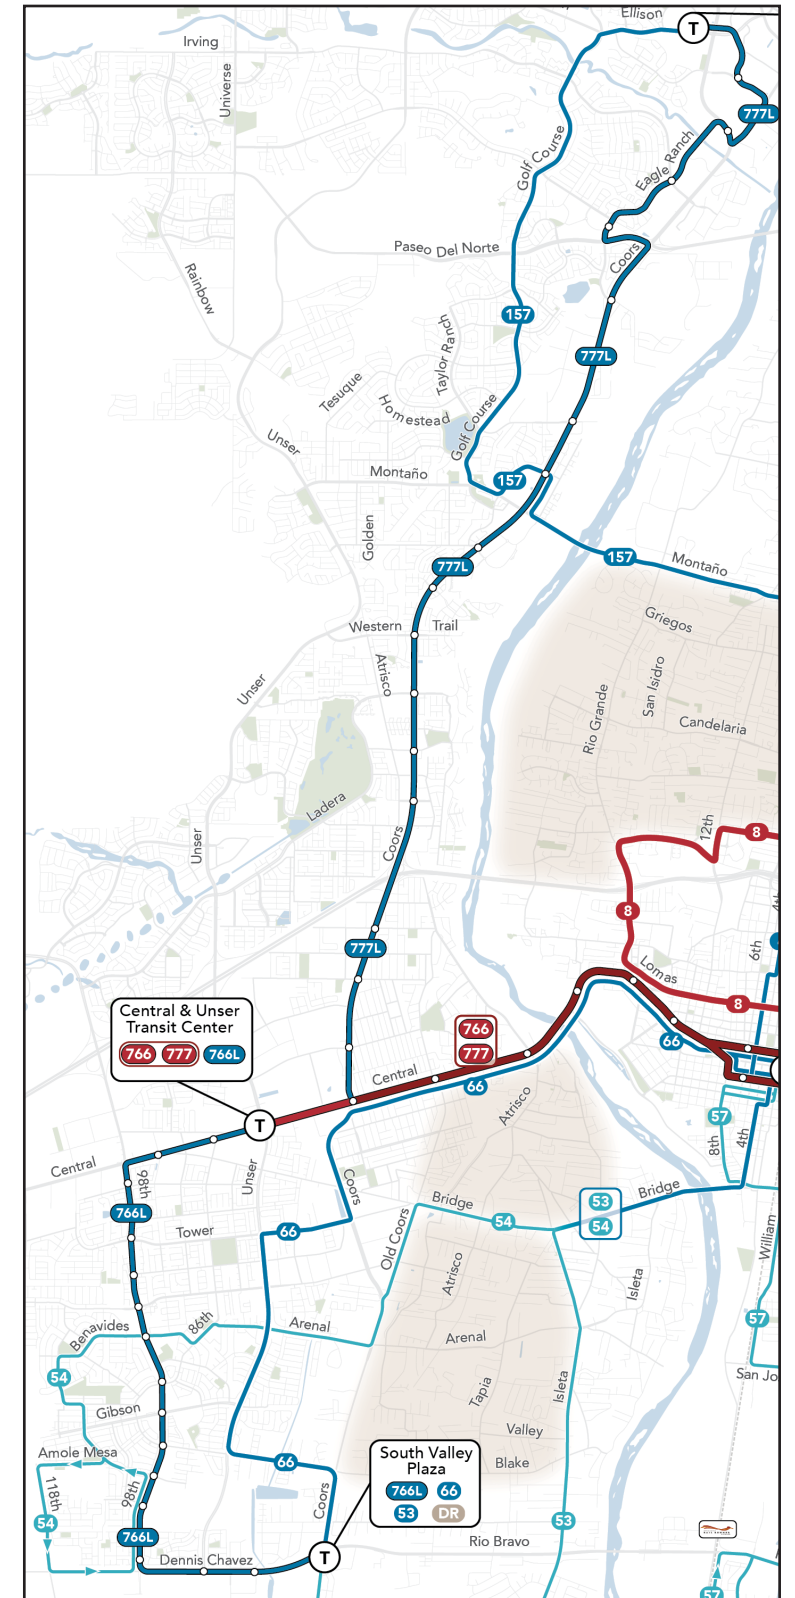 Ellison
T
Irving
Universe
777L
Golf Course
Eagle Ranch
Paseo Del Norte
Coors
Rainbow
157
Taylor Ranch
777L
Tesuque
Homestead
Golf Course
Unser
Montaño
157
Golden
157
Montaño
777L
Griegos
Western Trail
Atrisco
San Isidro
Unser
Rio Grande
Candelaria
Ladera
12th
8
Coors
Unser
8
4th
6th
777L
Lomas
8
Central & Unser
Transit Center
766 777 766L
766
777
66
Central
66
T
Atrisco
57
8th
4th
Central
98th
Unser
Coors
Bridge
Bridge
53
54
766L
54
Old Coors
Tower
66
William
Atrisco
Isleta
86th
Arenal
Benavides
Arenal
57
54
San Jo
Isleta
Tapia
Gibson
Valley
Amole Mesa
66
Blake
South Valley
Plaza
766L 66
53 DR
118th
98th
Coors
54
53
766L
Rio Bravo
Dennis Chavez
T
57